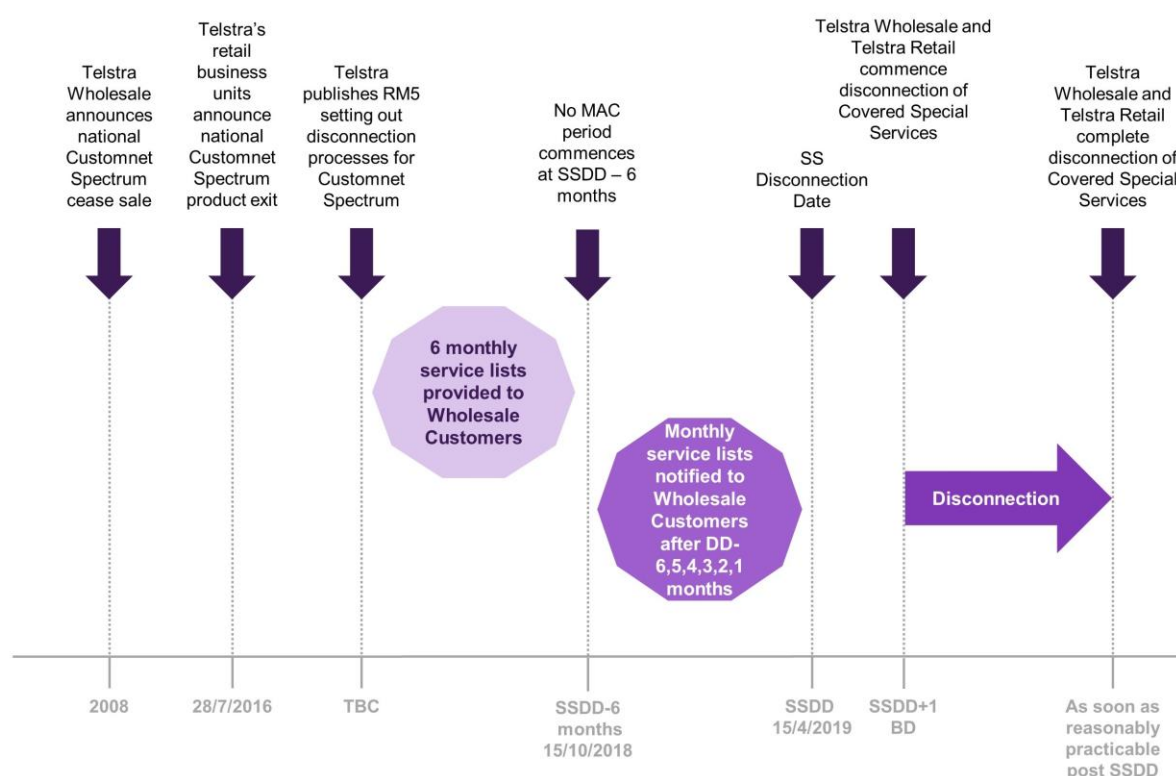 Telstra
Wholesale
announces
national
Customnet
Spectrum
cease sale
Telstra's
retail
business
units
announce
national
Customnet
Spectrum
product exit
Telstra
publishes RM5
setting out
disconnection
processes for
Customnet
Spectrum
No MAC
period
commences
at SSDD – 6
months
SS
Disconnection
Date
Telstra Wholesale and
Telstra Retail
commence
disconnection of
Covered Special
Services
Telstra
Wholesale and
Telstra Retail
complete
disconnection of
Covered Special
Services
6 monthly
service lists
provided to
Wholesale
Customers
Monthly
service lists
notified to
Wholesale
Customers
after DD-
6,5,4,3,2,1
months
Disconnection
2008
28/7/2016
TBC
SSDD-6
months
15/10/2018
SSDD
15/4/2019
SSDD+1
BD
As soon as
reasonably
practicable
post SSDD